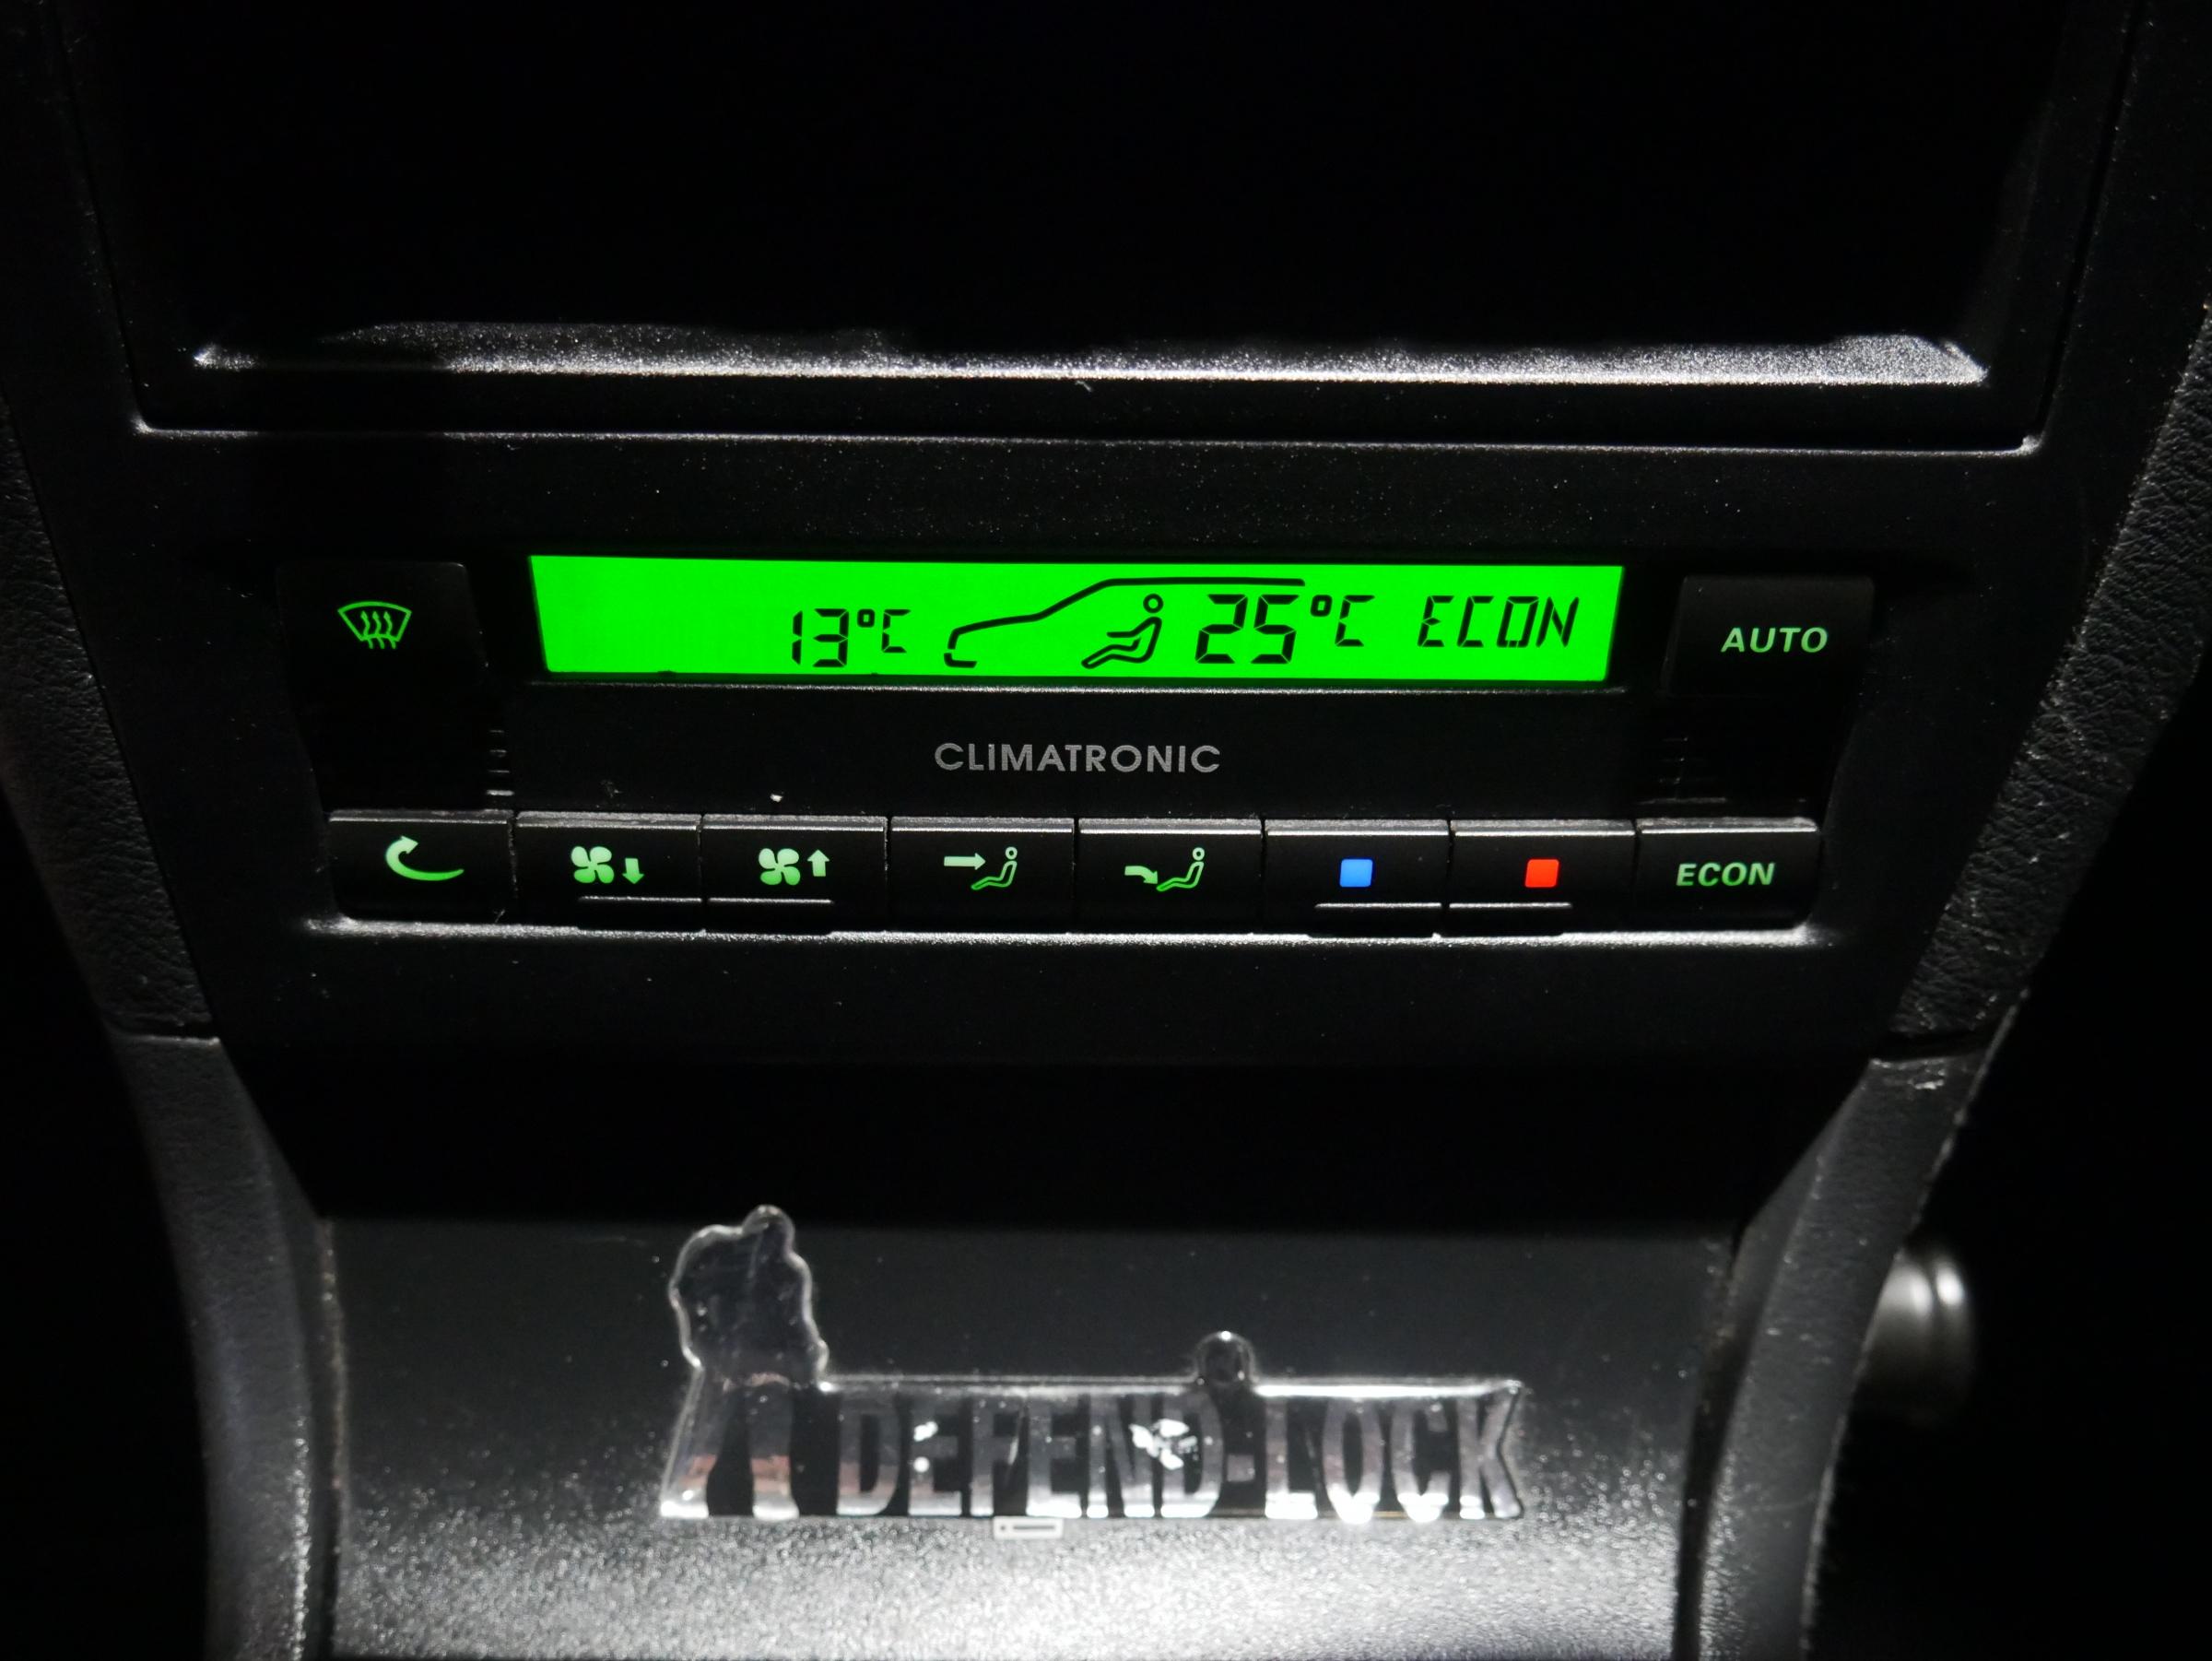 13°C 25°C ECON
AUTO
CLIMATRONIC
ECON
DEFEND-LOCK